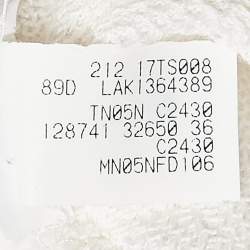 212 17TS008
89D LAK1364389
TN05N C2430
128741 32650 36
C2430
MN05NFD106